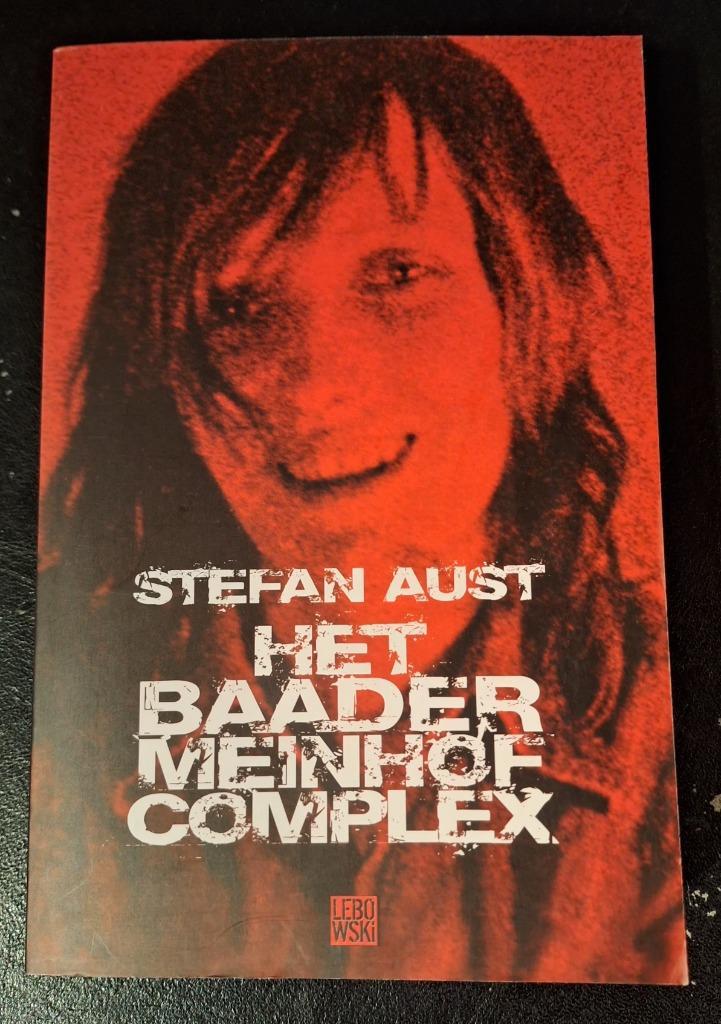 STEFAN AUST
HET
BAADER
MEINHOF
COMPLEX
LEBO
WSKi